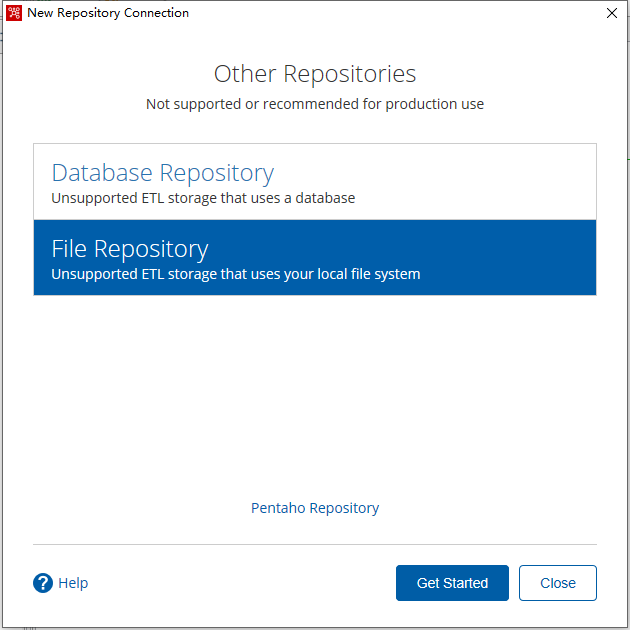 New Repository Connection
Other Repositories
Not supported or recommended for production use
Database Repository
Unsupported ETL storage that uses a database
File Repository
Unsupported ETL storage that uses your local file system
Pentaho Repository
? Help
Get Started
Close